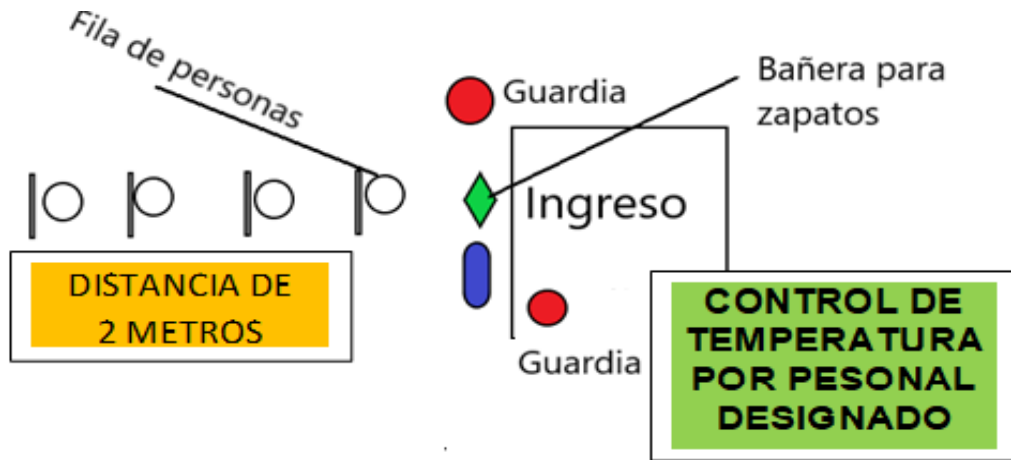 Fila de personas
Guardia
Bañera para
zapatos
Ingreso
DISTANCIA DE
2 METROS
Guardia
CONTROL DE
TEMPERATURA
POR PESONAL
DESIGNADO